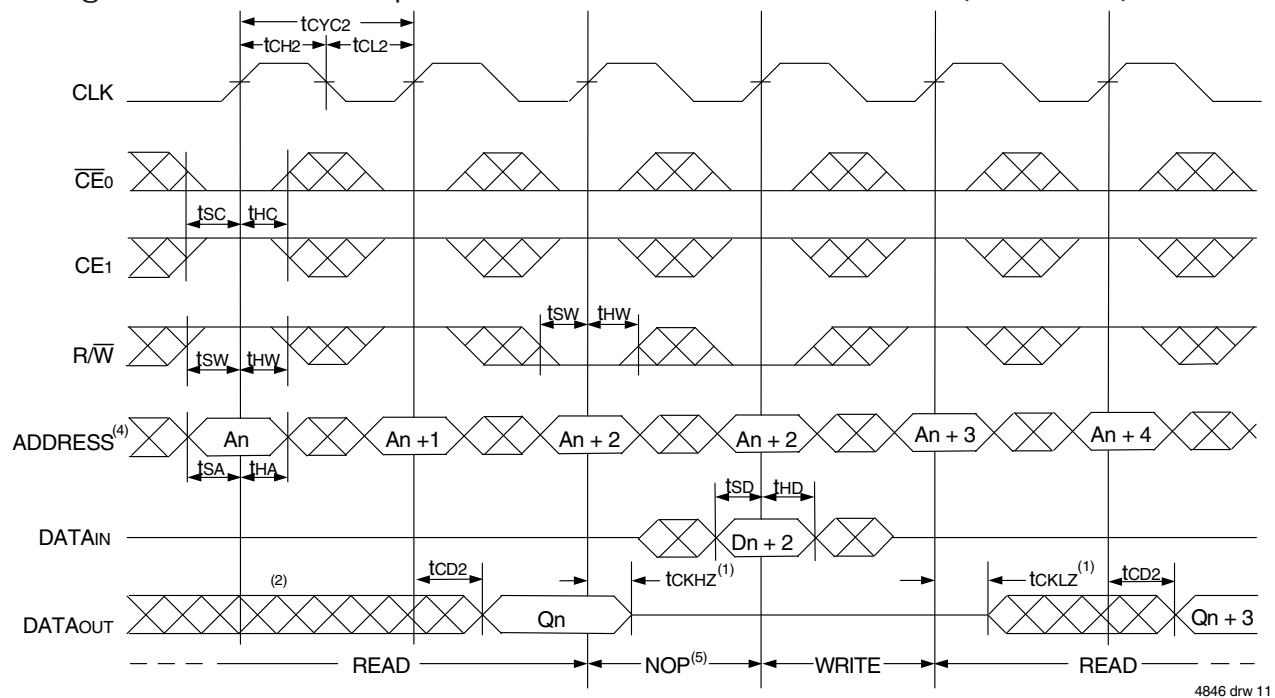 tCYC2
tCH2 tCL2
CLK
CE0
tSC tHC
CE1
tSW tHW
R/W
tSW tHW
ADDRESS(4) An An +1 An + 2 An + 2 An + 3 An + 4
tSA tHA
tSD tHD
DATAIN Dn + 2
(2) tCD2 tCKHZ(1) tCKLZ(1) tCD2
DATAOUT Qn Qn + 3
READ NOP(5) WRITE READ
4846 drw 11